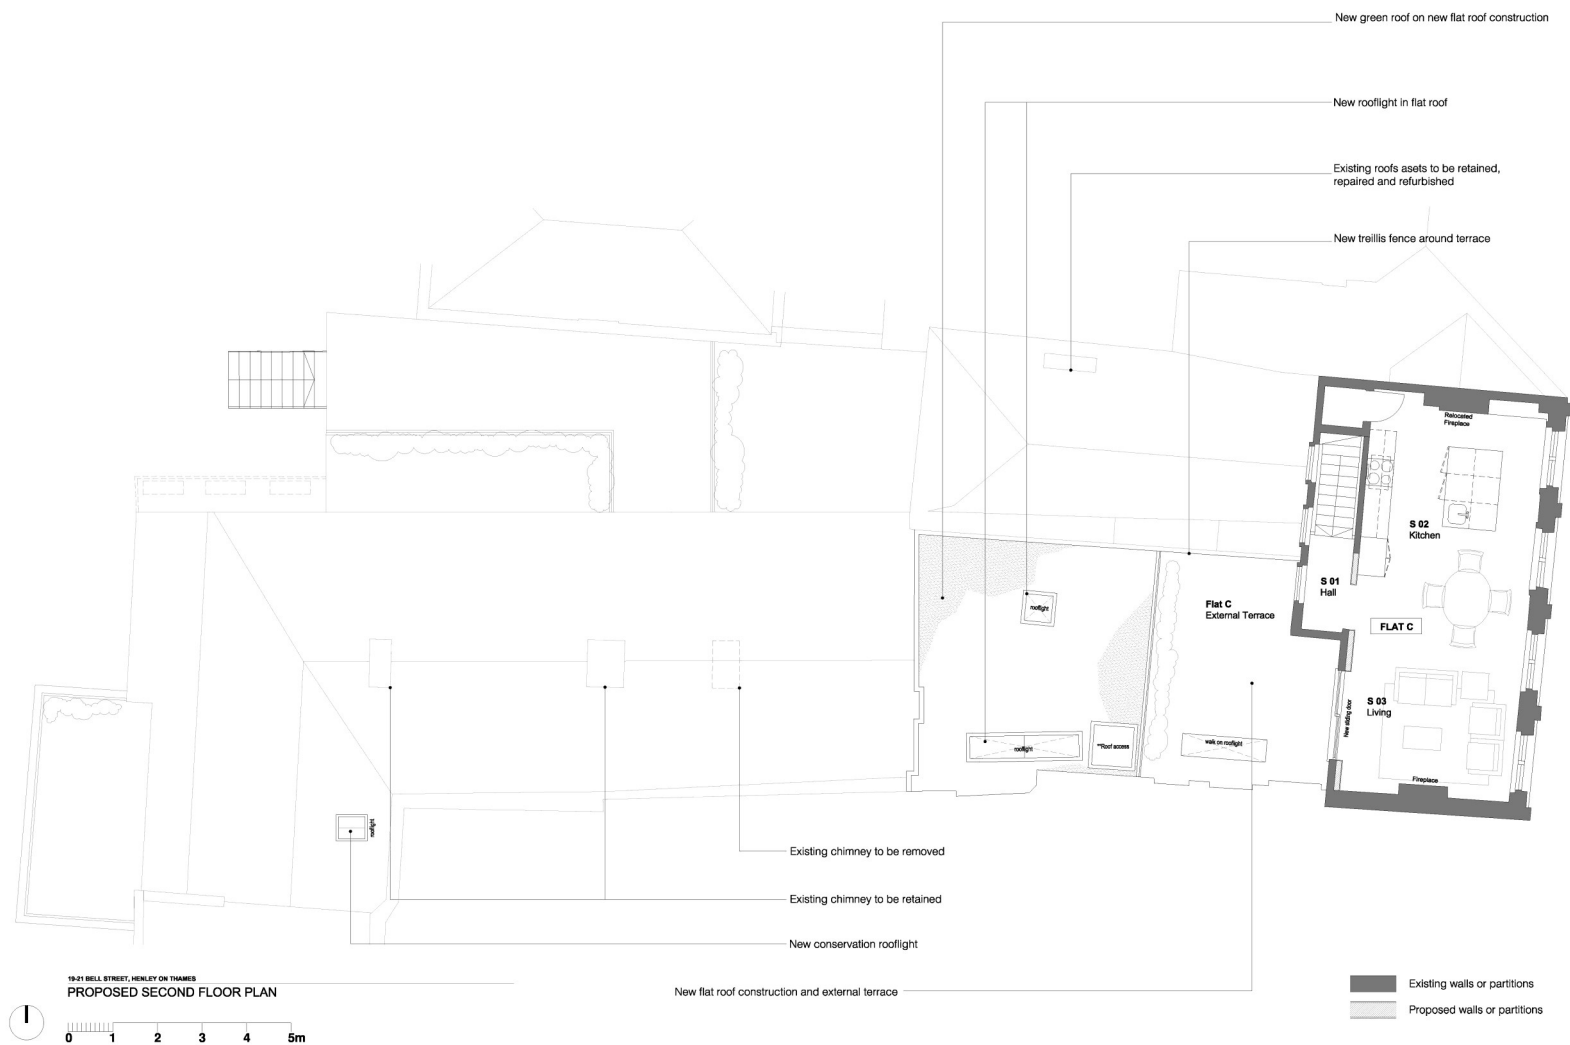 New green roof on new flat roof construction
New rooflight in flat roof
Existing roofs asets to be retained,
repaired and refurbished
New treillis fence around terrace
Relocated
Fireplace
S 02
Kitchen
S 01
Hall
Flat C
External Terrace
FLAT C
rooflight
S 03
Living
New sliding door
rooflight
**Roof access
walk on rooflight
Fireplace
rooflight
Existing chimney to be removed
Existing chimney to be retained
New conservation rooflight
New flat roof construction and external terrace
19-21 BELL STREET, HENLEY ON THAMES
PROPOSED SECOND FLOOR PLAN
0 1 2 3 4 5m
Existing walls or partitions
Proposed walls or partitions